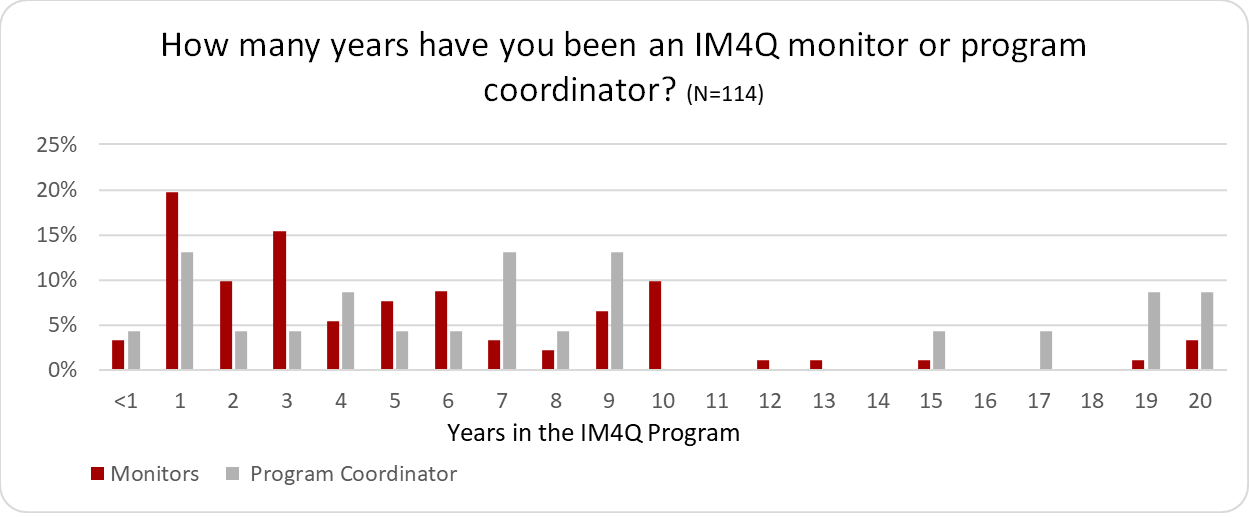 How many years have you been an IM4Q monitor or program
coordinator? (N=114)
25%
20%
15%
10%
5%
0%
<1 1 2 3 4 5 6 7 8 9 10 11 12 13 14 15 16 17 18 19 20
Years in the IM4Q Program
Monitors Program Coordinator